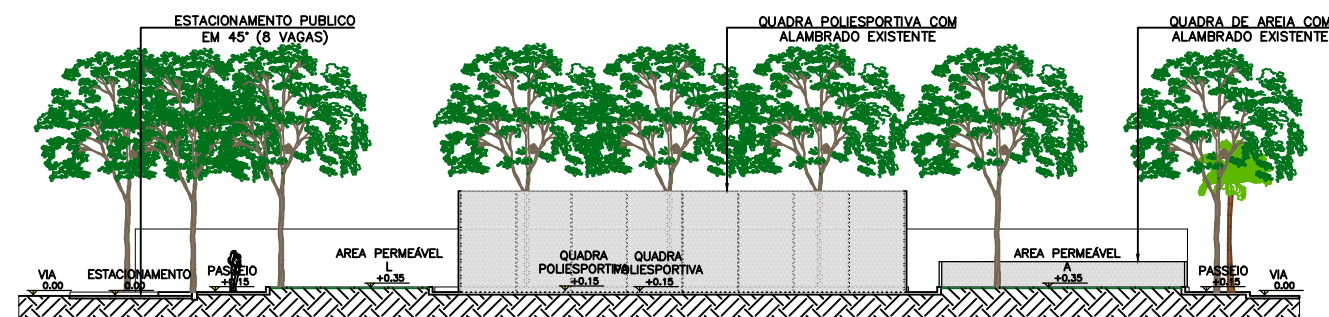 ESTACIONAMENTO PUBLICO
EM 45° (8 VAGAS)
QUADRA POLIESPORTIVA COM
ALAMBRADO EXISTENTE
QUADRA DE AREIA COM
ALAMBRADO EXISTENTE
VIA
0.00
ESTACIONAMENTO
0.00
PASSEIO
+0.15
AREA PERMEÁVEL
L
+0.35
QUADRA
POLIESPORTIVA
+0.15
QUADRA
POLIESPORTIVA
+0.15
AREA PERMEÁVEL
A
+0.35
PASSEIO
+0.15
VIA
0.00